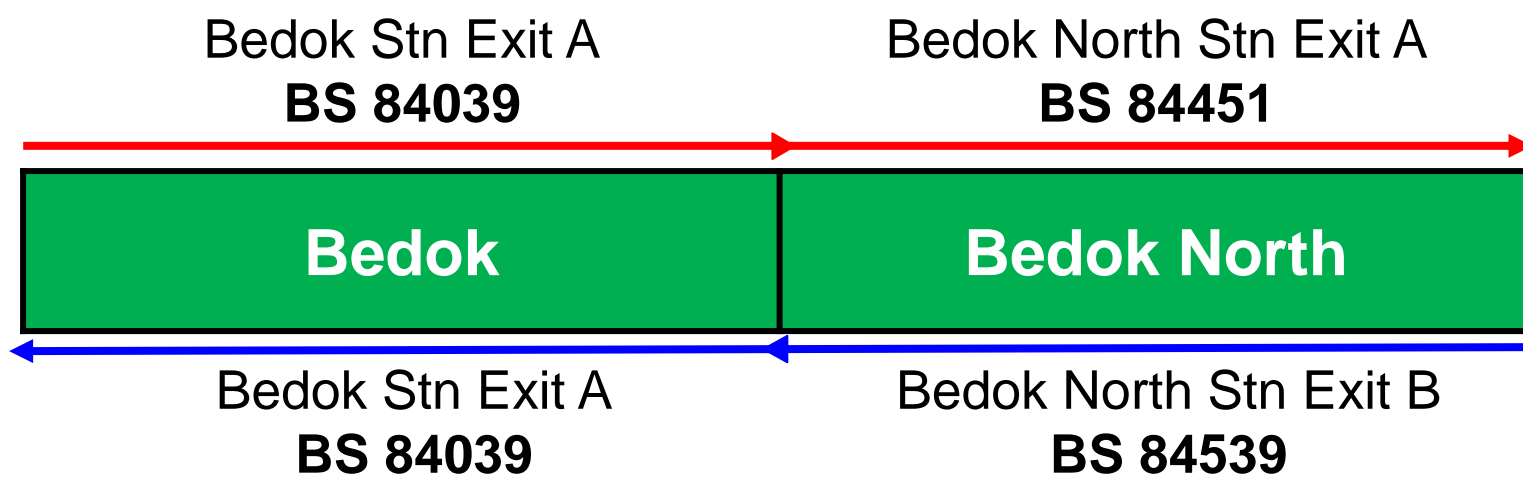 Bedok Stn Exit A
BS 84039
Bedok North Stn Exit A
BS 84451
Bedok
Bedok North
Bedok Stn Exit A
BS 84039
Bedok North Stn Exit B
BS 84539